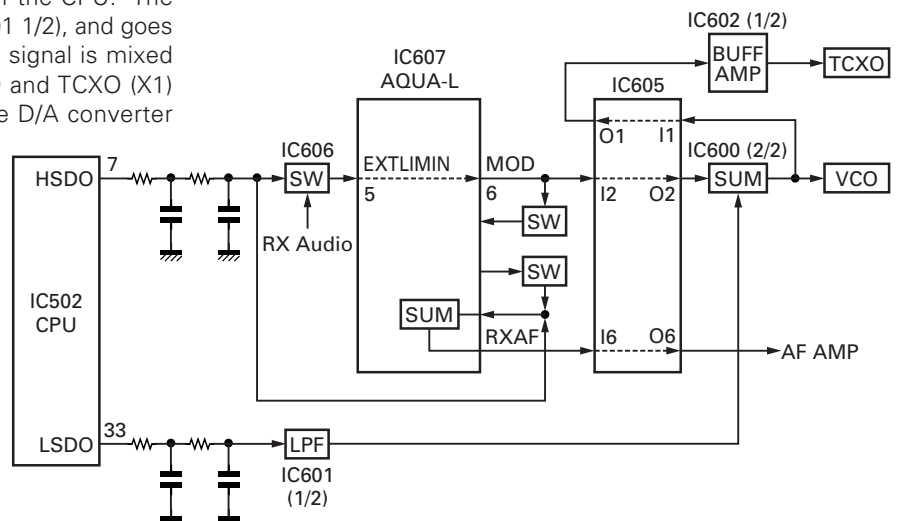 the CPU. The
01 1/2), and goes
signal is mixed
and TCXO (X1)
e D/A converter
IC602 (1/2)
BUFF
AMP
TCXO
IC607
AQUA-L
IC605
O1
I1
IC606
SW
EXTLIMIN
5
MOD
6
I2
O2
IC600 (2/2)
SUM
VCO
HSDO
7
RX Audio
SW
SW
IC502
CPU
SUM
RXAF
I6
O6
AF AMP
LSDO
33
LPF
IC601
(1/2)